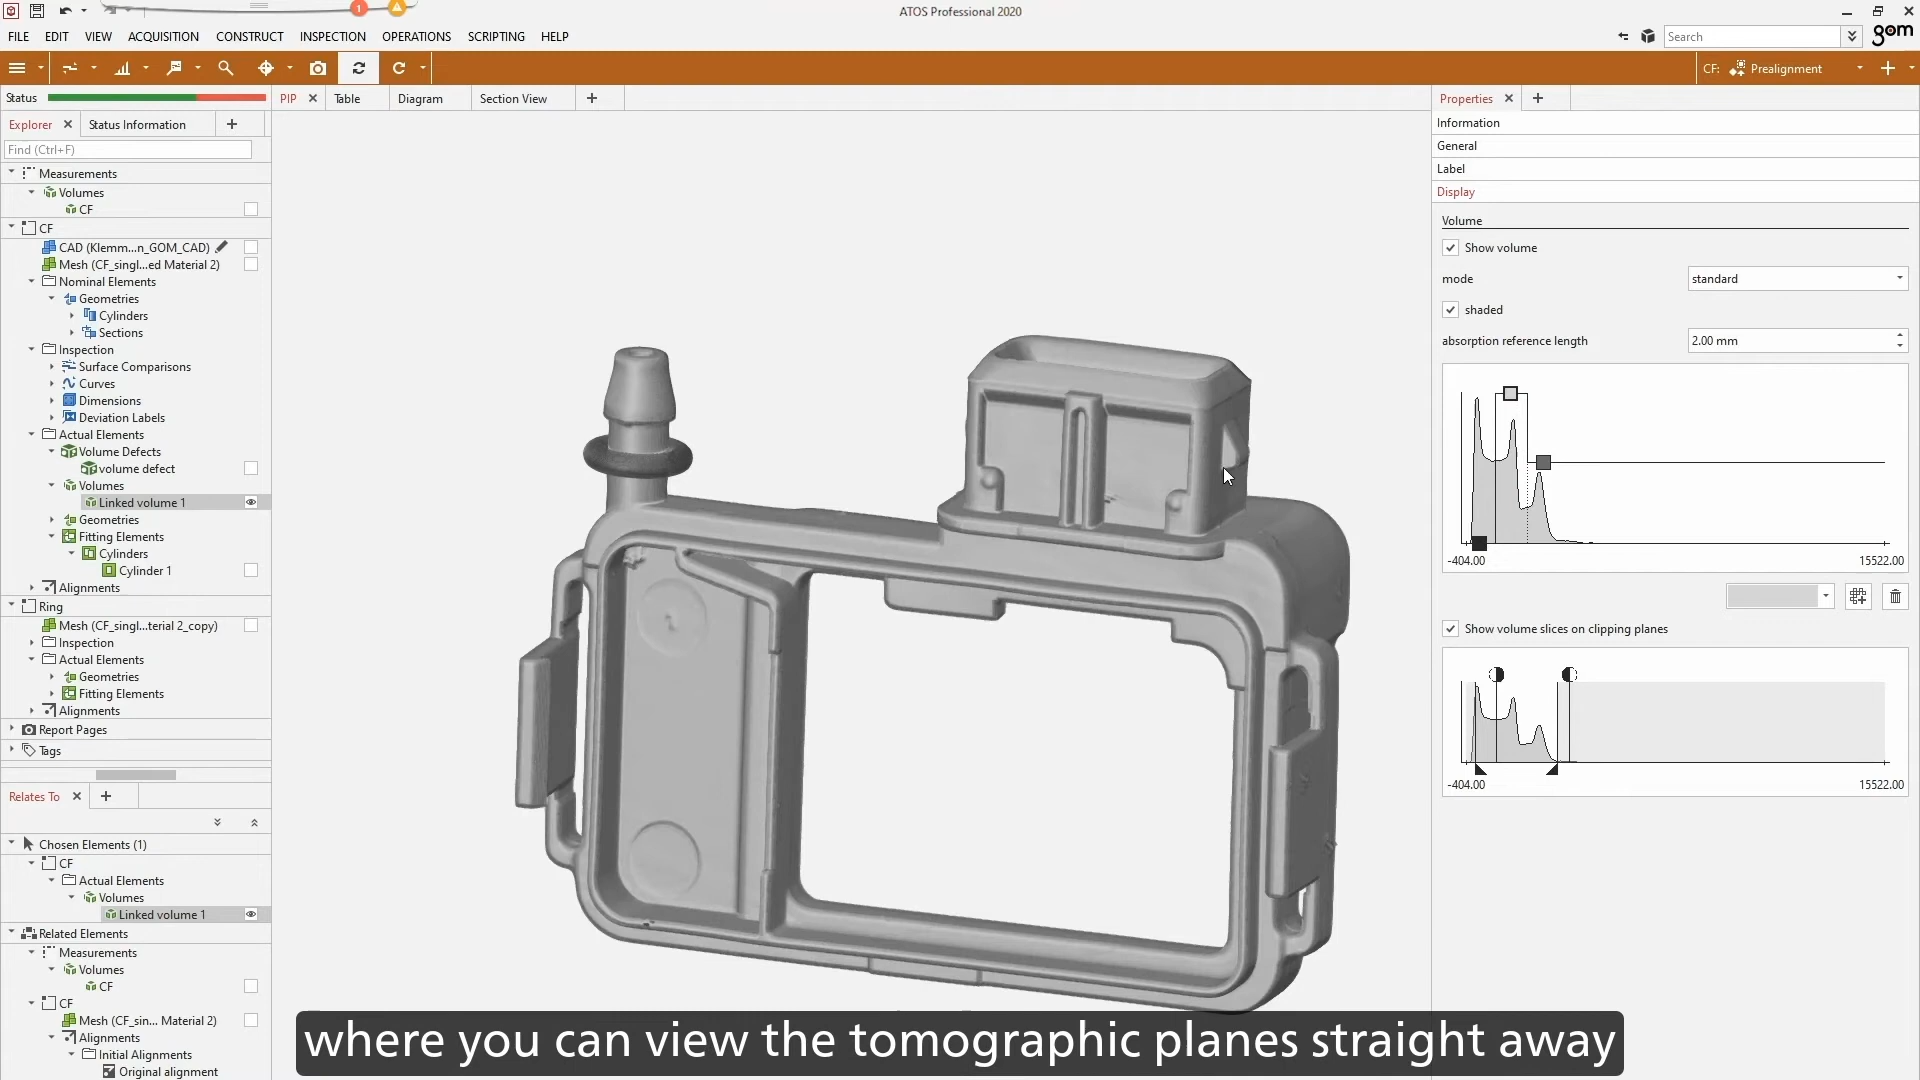 1
ATOS Professional 2020
FILE EDIT VIEW ACQUISITION CONSTRUCT INSPECTION OPERATIONS SCRIPTING HELP
Search
gom
CF: Prealignment
Status
PIP Table Diagram Section View
Properties
Explorer Status Information
Find (Ctrl+F)
Measurements
Volumes
CF
CF
CAD (Klemm...n_GOM_CAD)
Mesh (CF_singl...ed Material 2)
Nominal Elements
Geometries
Cylinders
Sections
Inspection
Surface Comparisons
Curves
Dimensions
Deviation Labels
Actual Elements
Volume Defects
volume defect
Volumes
Linked volume 1
Geometries
Fitting Elements
Cylinders
Cylinder 1
Alignments
Ring
Mesh (CF_singl...terial 2_copy)
Inspection
Actual Elements
Geometries
Fitting Elements
Alignments
Report Pages
Tags
Relates To
Chosen Elements (1)
CF
Actual Elements
Volumes
Linked volume 1
Related Elements
Measurements
Volumes
CF
CF
Mesh (CF_sin... Material 2)
Alignments
Initial Alignments
Original alignment
Information
General
Label
Display
Volume
Show volume
mode standard
shaded
absorption reference length 2.00 mm
-404.00 15522.00
Show volume slices on clipping planes
-404.00 15522.00
where you can view the tomographic planes straight away